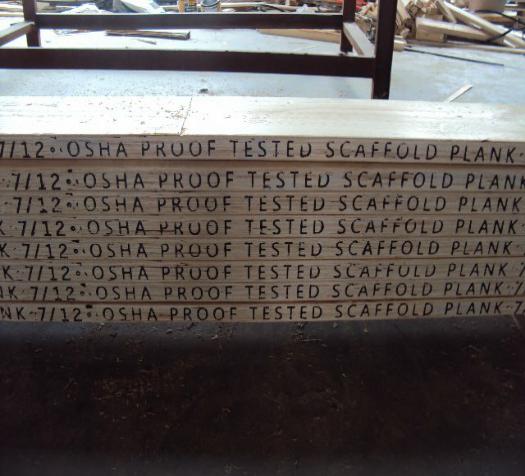 7/12 OSHA PROOF TESTED SCAFFOLD PLANK
7/12 OSHA PROOF TESTED SCAFFOLD PLANK
7/12 OSHA PROOF TESTED SCAFFOLD PLANK
K 7/12 OSHA PROOF TESTED SCAFFOLD PLANK
7/12 OSHA PROOF TESTED SCAFFOLD PLANK
K 7/12 OSHA PROOF TESTED SCAFFOLD PLANK 7
NK 7/12 OSHA PROOF TESTED SCAFFOLD PLANK
NK 7/12 OSHA PROOF TESTED SCAFFOLD PLANK 7